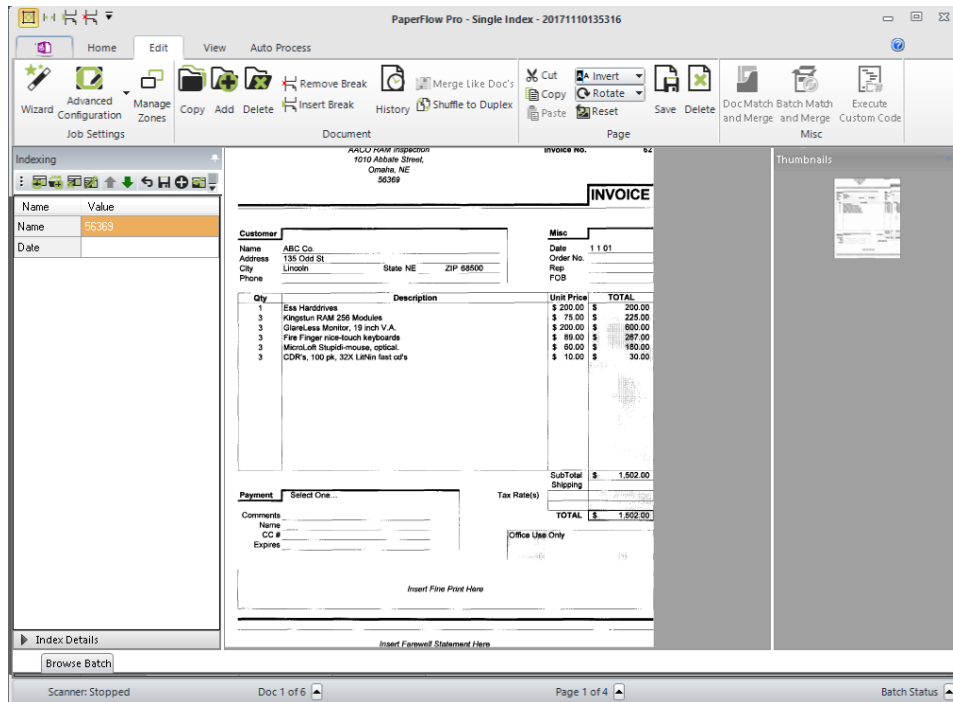 PaperFlow Pro - Single Index - 20171110135316
Home Edit View Auto Process
Wizard
Advanced Configuration
Manage Zones
Job Settings
Copy Add Delete
Remove Break
Insert Break
History
Merge Like Doc's
Shuffle to Duplex
Document
Cut
Copy
Paste
Invert
Rotate
Reset
Save Delete
Page
Doc Match and Merge
Batch Match and Merge
Execute Custom Code
Misc
Indexing
Name Value
Name 56369
Date
AACO RAM Inspection
1010 Abbate Street,
Omaha, NE
56369
Invoice No. 62
INVOICE
Customer
Name ABC Co.
Address 135 Odd St
City Lincoln State NE ZIP 68500
Phone
Misc
Date 1 1 01
Order No.
Rep
FOB
Qty Description Unit Price TOTAL
1 Ess Harddrives $ 200.00 $ 200.00
3 Kingstun RAM 256 Modules $ 75.00 $ 225.00
3 GlareLess Monitor, 19 inch V.A. $ 200.00 $ 600.00
3 Fire Finger nice-touch keyboards $ 89.00 $ 267.00
3 MicroLoft Stupidi-mouse, optical. $ 60.00 $ 180.00
3 CDR's, 100 pk, 32X LitNin fast cd's $ 10.00 $ 30.00
SubTotal $ 1,502.00
Shipping
Payment Select One...
Tax Rate(s)
TOTAL $ 1,502.00
Comments
Name
CC #
Expires
Office Use Only
Insert Fine Print Here
Insert Farewell Statement Here
Thumbnails
Index Details
Browse Batch
Scanner: Stopped Doc 1 of 6 Page 1 of 4 Batch Status